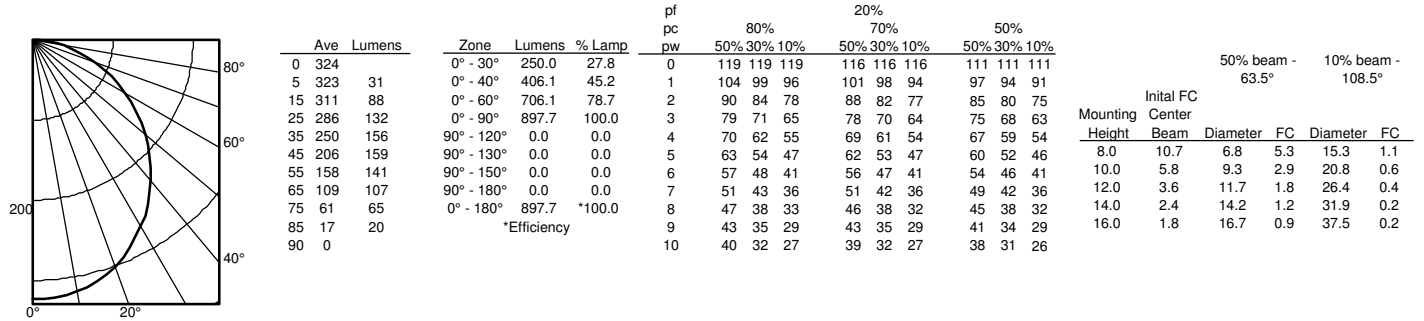 80°
60°
200
40°
0° 20°
Ave Lumens
0 324
5 323 31
15 311 88
25 286 132
35 250 156
45 206 159
55 158 141
65 109 107
75 61 65
85 17 20
90 0
Zone Lumens % Lamp
0° - 30° 250.0 27.8
0° - 40° 406.1 45.2
0° - 60° 706.1 78.7
0° - 90° 897.7 100.0
90° - 120° 0.0 0.0
90° - 130° 0.0 0.0
90° - 150° 0.0 0.0
90° - 180° 0.0 0.0
0° - 180° 897.7 *100.0
*Efficiency
pf 20%
pc 80% 70% 50%
pw 50% 30% 10% 50% 30% 10% 50% 30% 10%
0 119 119 119 116 116 116 111 111 111
1 104 99 96 101 98 94 97 94 91
2 90 84 78 88 82 77 85 80 75
3 79 71 65 78 70 64 75 68 63
4 70 62 55 69 61 54 67 59 54
5 63 54 47 62 53 47 60 52 46
6 57 48 41 56 47 41 54 46 41
7 51 43 36 51 42 36 49 42 36
8 47 38 33 46 38 32 45 38 32
9 43 35 29 43 35 29 41 34 29
10 40 32 27 39 32 27 38 31 26
50% beam - 10% beam -
63.5° 108.5°
Inital FC
Mounting Center
Height Beam Diameter FC Diameter FC
8.0 10.7 6.8 5.3 15.3 1.1
10.0 5.8 9.3 2.9 20.8 0.6
12.0 3.6 11.7 1.8 26.4 0.4
14.0 2.4 14.2 1.2 31.9 0.2
16.0 1.8 16.7 0.9 37.5 0.2